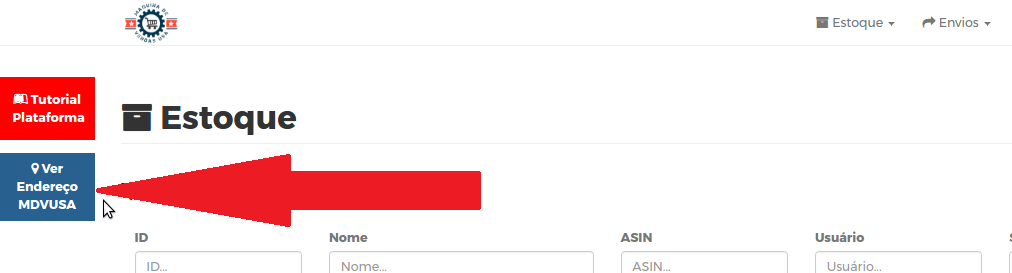 MAQUINA DE
VENDAS USA
Estoque
Envios
Tutorial
Plataforma
Estoque
Ver
Endereço
MDVUSA
ID
Nome
ASIN
Usuário
ID...
Nome...
ASIN...
Usuário...